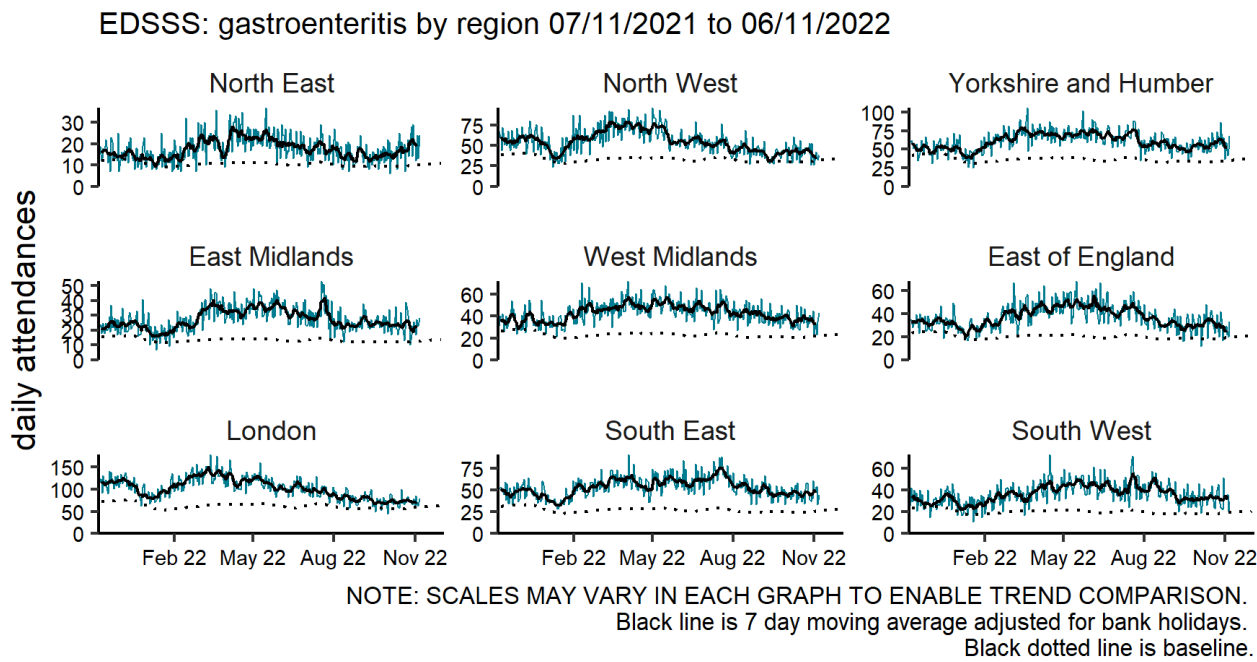 EDSSS: gastroenteritis by region 07/11/2021 to 06/11/2022
daily attendances
North East
30
20
10
0
North West
75
50
25
0
Yorkshire and Humber
100
75
50
25
0
East Midlands
50
40
30
20
10
0
West Midlands
60
40
20
0
East of England
60
40
20
0
London
150
100
50
0
Feb 22 May 22 Aug 22 Nov 22
South East
75
50
25
0
Feb 22 May 22 Aug 22 Nov 22
South West
60
40
20
0
Feb 22 May 22 Aug 22 Nov 22
NOTE: SCALES MAY VARY IN EACH GRAPH TO ENABLE TREND COMPARISON.
Black line is 7 day moving average adjusted for bank holidays.
Black dotted line is baseline.